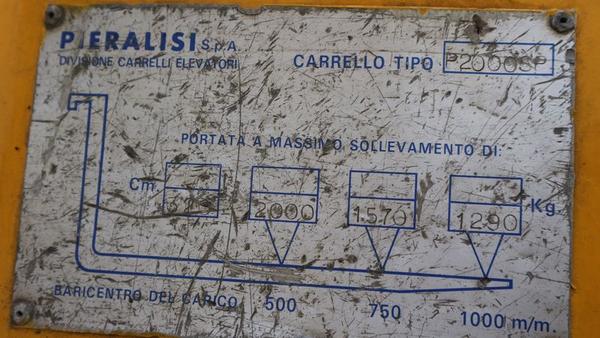 PIERALISI S.p.A.
DIVISIONE CARRELLI ELEVATORI
CARRELLO TIPO P2000SP
PORTATA A MASSIMO SOLLEVAMENTO DI:
Cm. 2000 1570 1290 Kg
BARICENTRO DEL CARICO 500 750 1000 m/m.